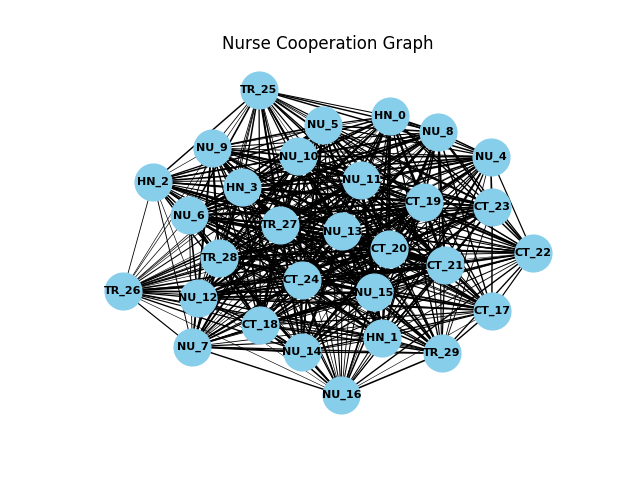 Nurse Cooperation Graph
TR_25
HN_0
NU_5
NU_8
NU_9
NU_10
NU_4
HN_2
HN_3
NU_11
CT_19
CT_23
NU_6
TR_27
NU_13
CT_20
CT_22
TR_28
CT_21
CT_24
TR_26
NU_12
NU_15
CT_17
CT_18
HN_1
NU_7
NU_14
TR_29
NU_16